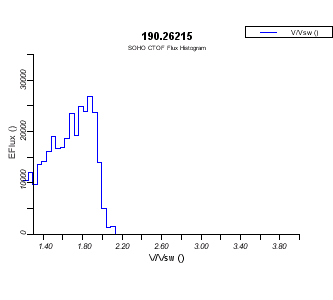 V/Vsw ()
190.26215
SOHO CTOF Flux Histogram
EFlux ()
30000
20000
10000
0
1.40 1.80 2.20 2.60 3.00 3.40 3.80
V/Vsw ()